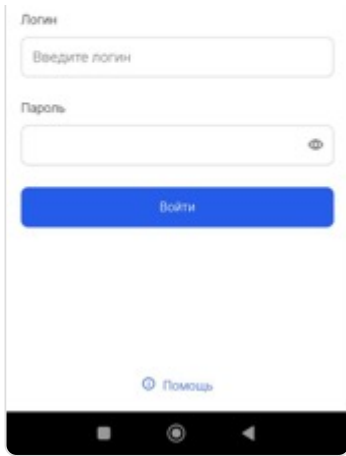 Логин
Введите логин
Пароль
Войти
Помощь